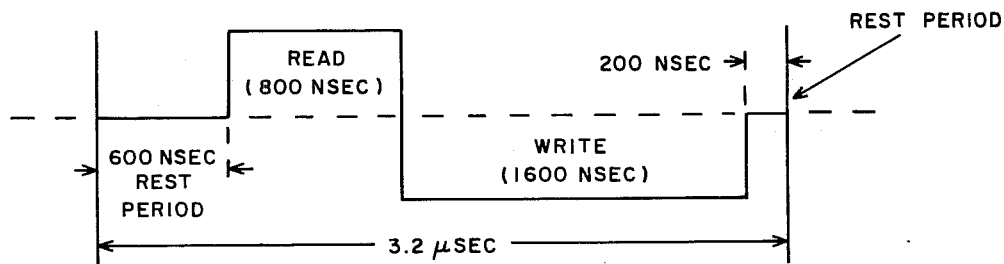 REST PERIOD
READ
(800 NSEC)
200 NSEC
600 NSEC
REST
PERIOD
WRITE
(1600 NSEC)
3.2 μSEC